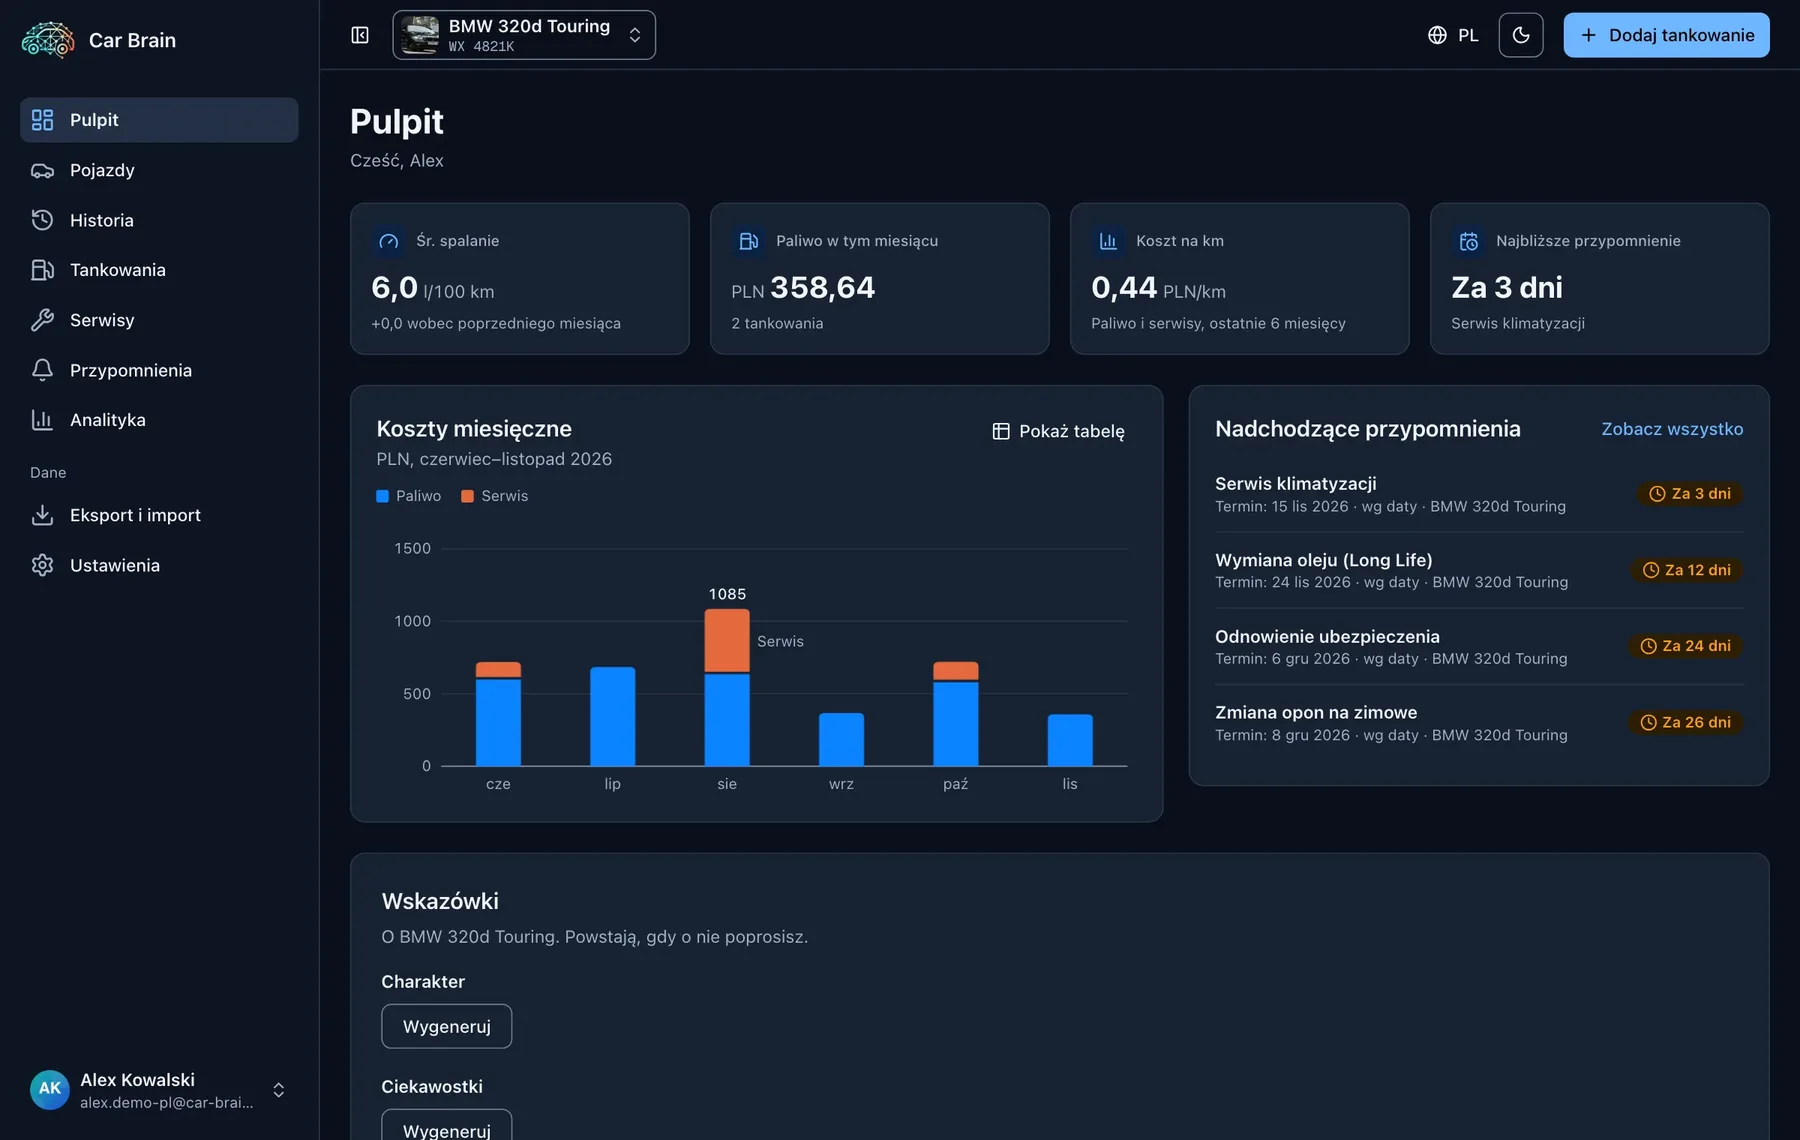 Car Brain
BMW 320d Touring
WX 4821K
PL
Dodaj tankowanie
Pulpit
Pojazdy
Historia
Tankowania
Serwisy
Przypomnienia
Analityka
Dane
Eksport i import
Ustawienia
Alex Kowalski
alex.demo-pl@car-brai...
AK
Pulpit
Cześć, Alex
Śr. spalanie
6,0 l/100 km
+0,0 wobec poprzedniego miesiąca
Paliwo w tym miesiącu
PLN 358,64
2 tankowania
Koszt na km
0,44 PLN/km
Paliwo i serwisy, ostatnie 6 miesięcy
Najbliższe przypomnienie
Za 3 dni
Serwis klimatyzacji
Koszty miesięczne
Pokaż tabelę
PLN, czerwiec–listopad 2026
Paliwo
Serwis
1500
1000
500
0
1085
Serwis
cze
lip
sie
wrz
paź
lis
Nadchodzące przypomnienia
Zobacz wszystko
Serwis klimatyzacji
Termin: 15 lis 2026 · wg daty · BMW 320d Touring
Za 3 dni
Wymiana oleju (Long Life)
Termin: 24 lis 2026 · wg daty · BMW 320d Touring
Za 12 dni
Odnowienie ubezpieczenia
Termin: 6 gru 2026 · wg daty · BMW 320d Touring
Za 24 dni
Zmiana opon na zimowe
Termin: 8 gru 2026 · wg daty · BMW 320d Touring
Za 26 dni
Wskazówki
O BMW 320d Touring. Powstają, gdy o nie poprosisz.
Charakter
Wygeneruj
Ciekawostki
Wygeneruj